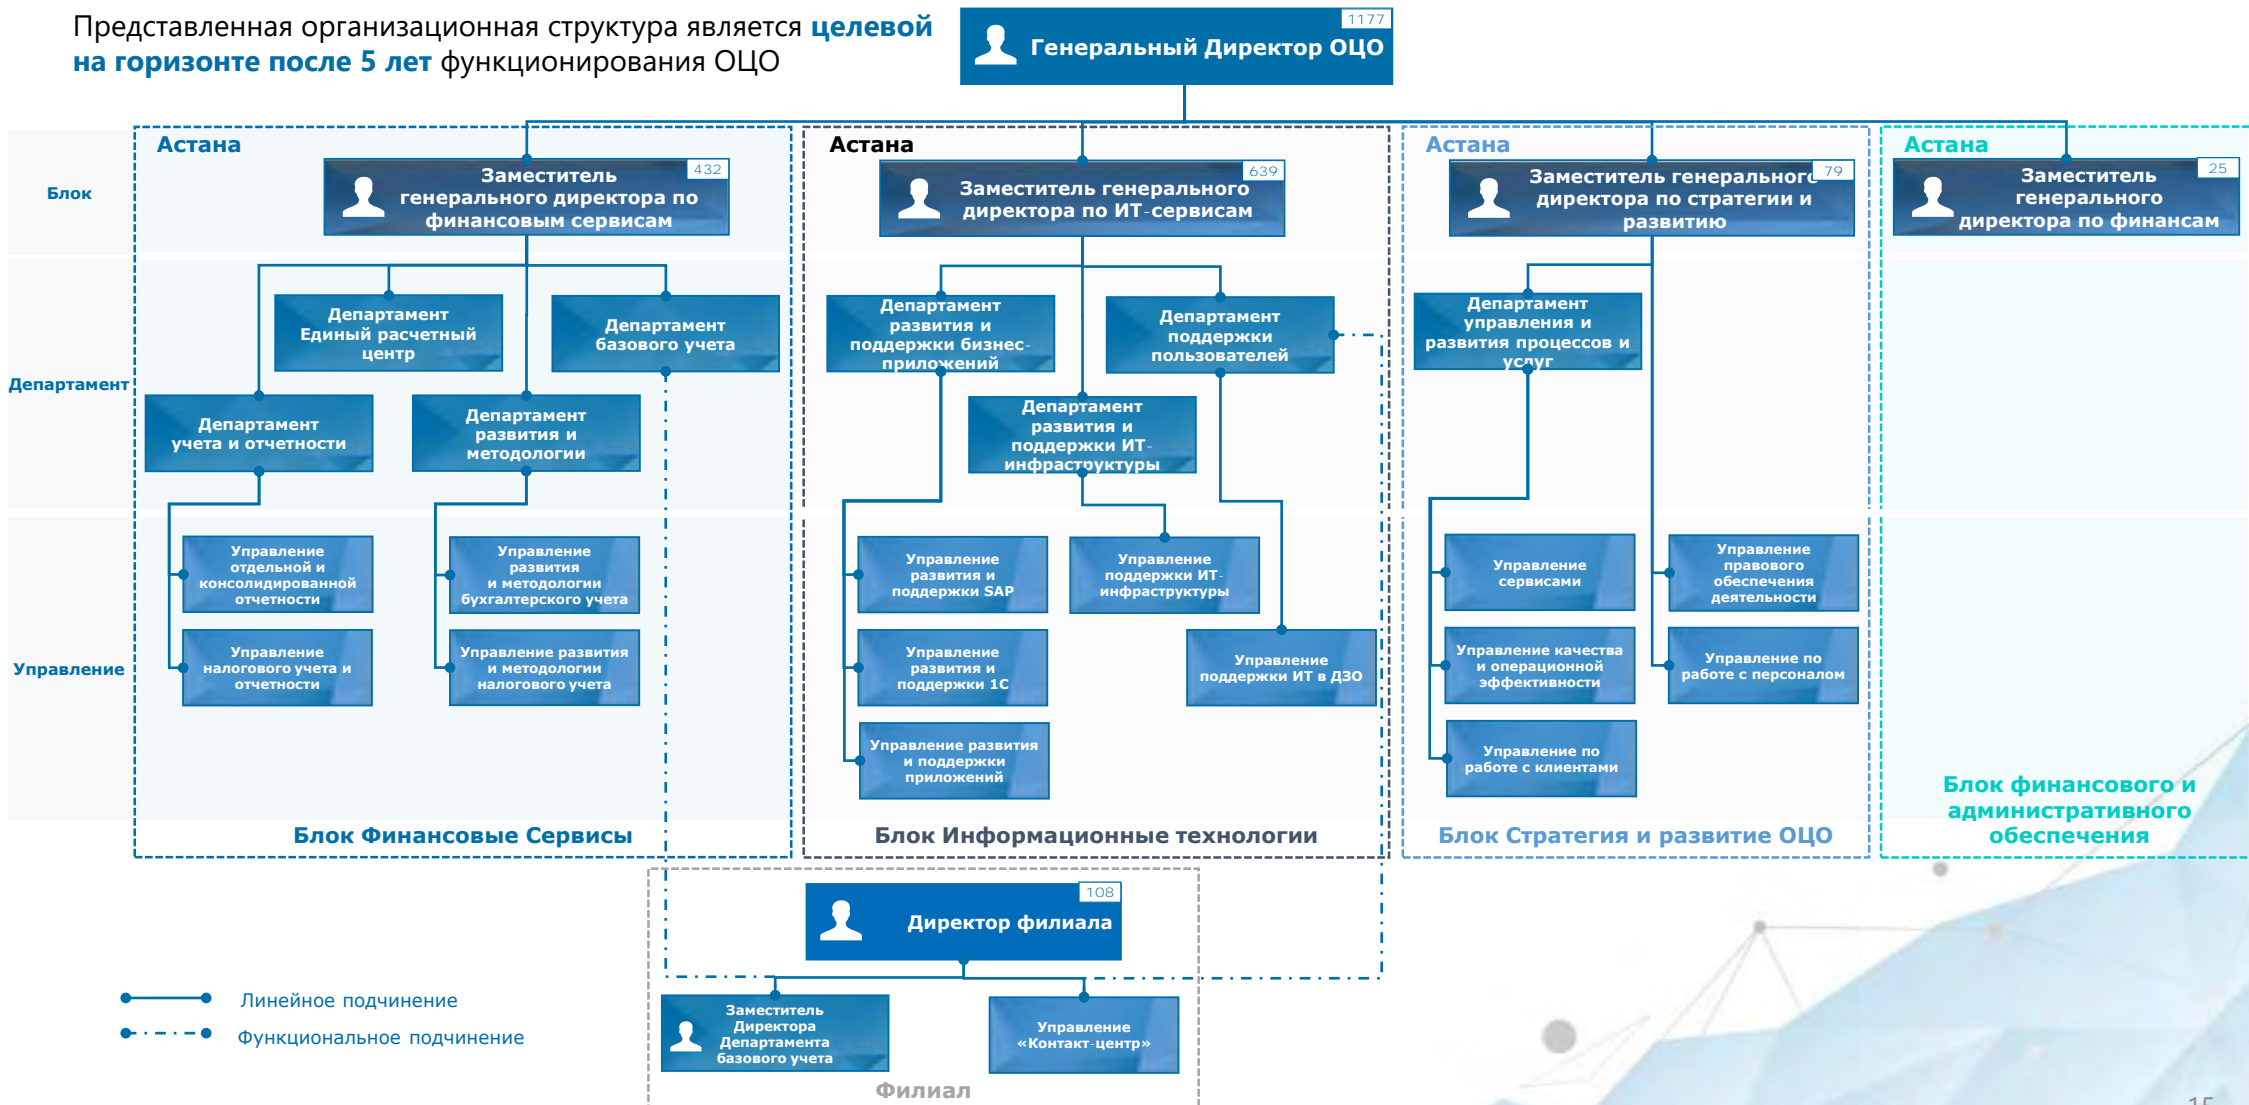 Представленная организационная структура является целевой
на горизонте после 5 лет функционирования ОЦО
1177
Генеральный Директор ОЦО
Блок
Департамент
Управление
Астана
432
Заместитель
генерального директора по
финансовым сервисам
Департамент
Единый расчетный
центр
Департамент
базового учета
Департамент
учета и отчетности
Департамент
развития и
методологии
Управление
отдельной и
консолидированной
отчетности
Управление
развития
и методологии
бухгалтерского учета
Управление
налогового учета и
отчетности
Управление развития
и методологии
налогового учета
Блок Финансовые Сервисы
Астана
639
Заместитель генерального
директора по ИТ-сервисам
Департамент
развития и
поддержки бизнес-
приложений
Департамент
поддержки
пользователей
Департамент
развития и
поддержки ИТ-
инфраструктуры
Управление
развития и
поддержки SAP
Управление
поддержки ИТ-
инфраструктуры
Управление
развития и
поддержки 1С
Управление
поддержки ИТ в ДЗО
Управление развития
и поддержки
приложений
Блок Информационные технологии
Астана
79
Заместитель генерального
директора по стратегии и
развитию
Департамент
управления и
развития процессов и
услуг
Управление
сервисами
Управление
правового
обеспечения
деятельности
Управление качества
и операционной
эффективности
Управление по
работе с персоналом
Управление по
работе с клиентами
Блок Стратегия и развитие ОЦО
Астана
25
Заместитель
генерального
директора по финансам
Блок финансового и
административного
обеспечения
108
Директор филиала
Заместитель
Директора
Департамента
базового учета
Управление
«Контакт-центр»
Филиал
Линейное подчинение
Функциональное подчинение
15